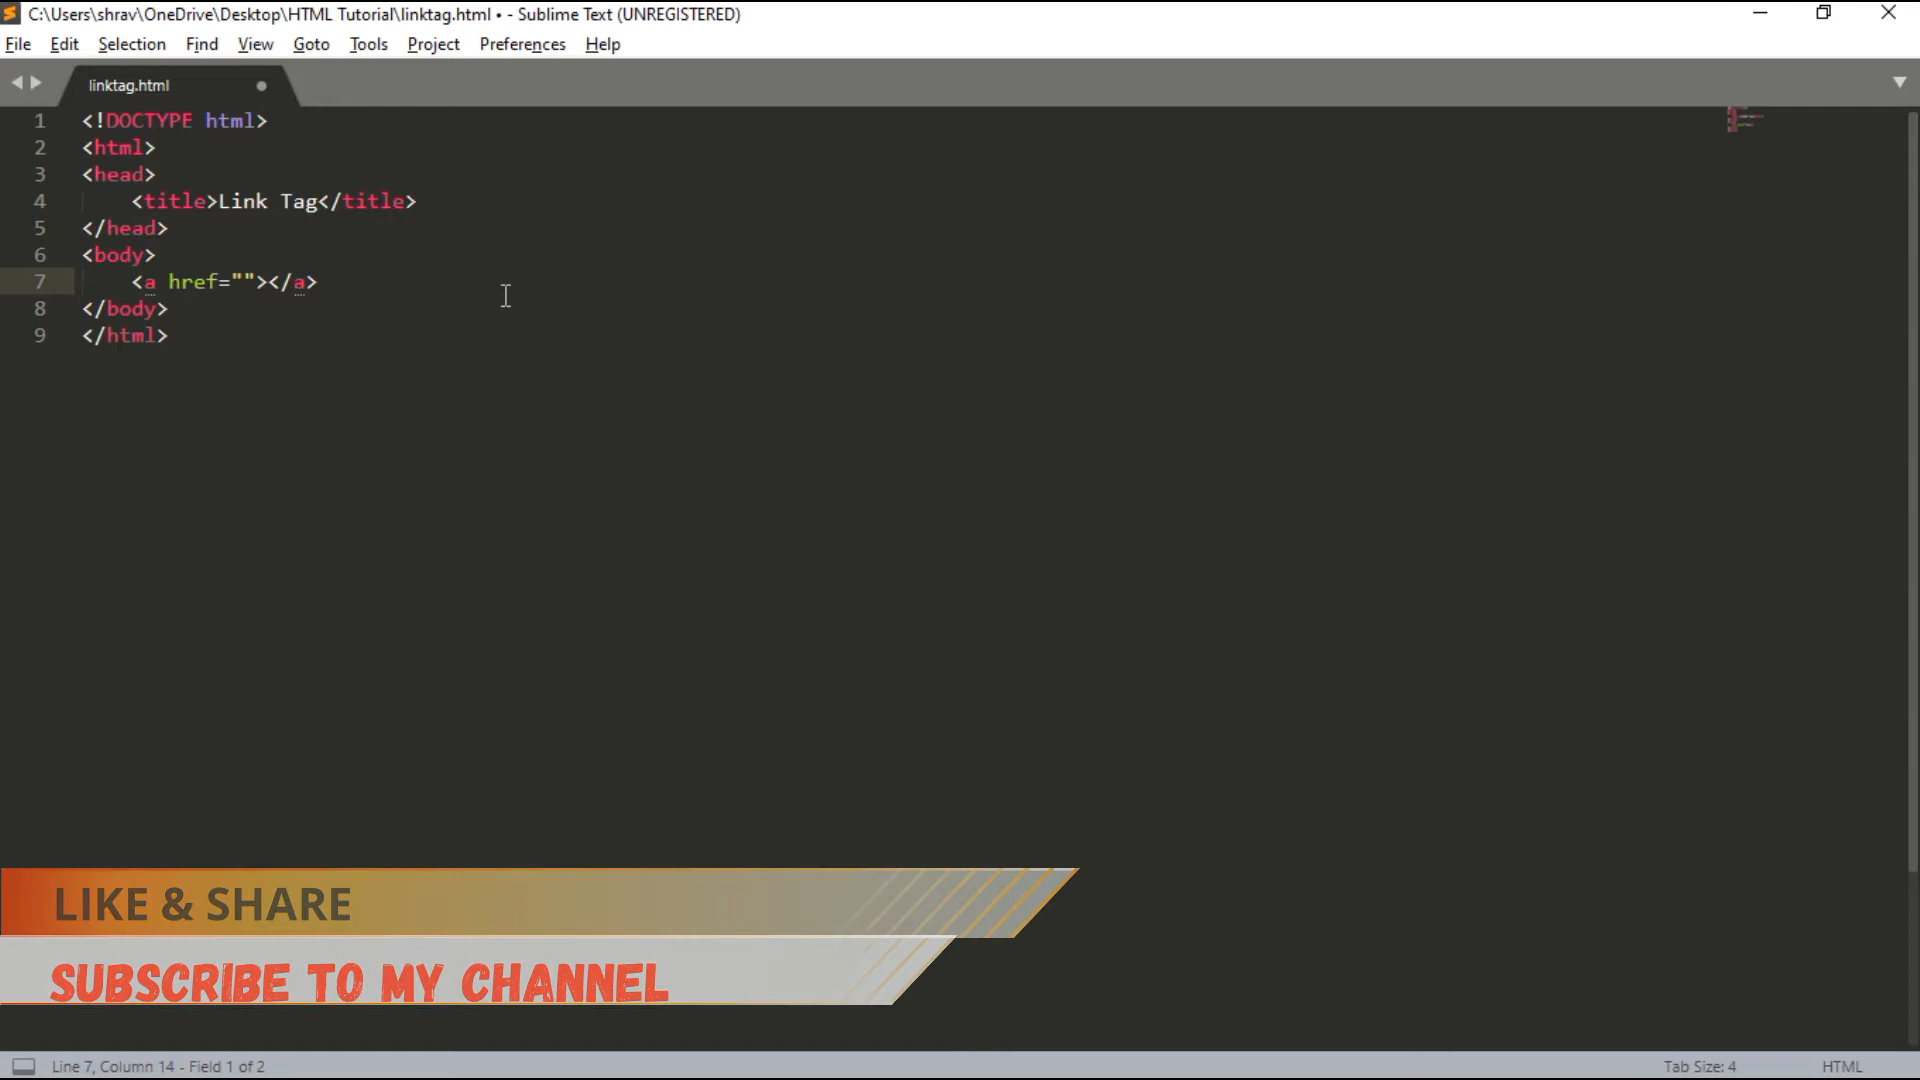 C:\Users\shrav\OneDrive\Desktop\HTML Tutorial\linktag.html • - Sublime Text (UNREGISTERED)
File Edit Selection Find View Goto Tools Project Preferences Help
linktag.html
1 <!DOCTYPE html>
2 <html>
3 <head>
4 <title>Link Tag</title>
5 </head>
6 <body>
7 <a href=""></a>
8 </body>
9 </html>
LIKE & SHARE
SUBSCRIBE TO MY CHANNEL
Line 7, Column 14 - Field 1 of 2 Tab Size: 4 HTML